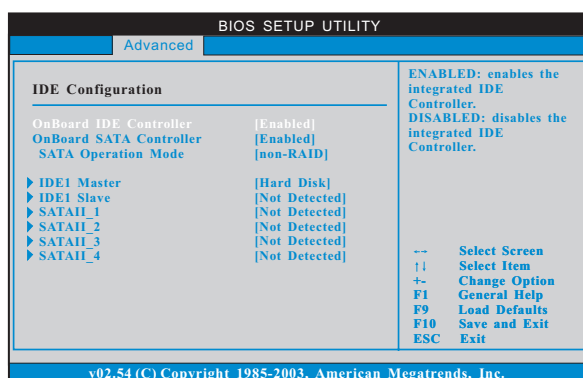 BIOS SETUP UTILITY
Advanced
IDE Configuration
OnBoard IDE Controller [Enabled]
OnBoard SATA Controller [Enabled]
SATA Operation Mode [non-RAID]
IDE1 Master [Hard Disk]
IDE1 Slave [Not Detected]
SATAII_1 [Not Detected]
SATAII_2 [Not Detected]
SATAII_3 [Not Detected]
SATAII_4 [Not Detected]
ENABLED: enables the
integrated IDE
Controller.
DISABLED: disables the
integrated IDE
Controller.
↔ Select Screen
↑↓ Select Item
+- Change Option
F1 General Help
F9 Load Defaults
F10 Save and Exit
ESC Exit
v02.54 (C) Copyright 1985-2003, American Megatrends, Inc.